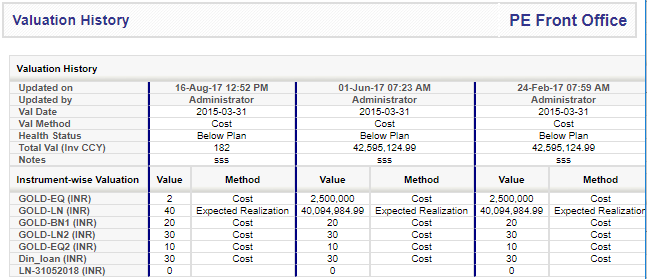 Valuation History PE Front Office
Valuation History
Updated on 16-Aug-17 12:52 PM 01-Jun-17 07:23 AM 24-Feb-17 07:59 AM
Updated by Administrator Administrator Administrator
Val Date 2015-03-31 2015-03-31 2015-03-31
Val Method Cost Cost Cost
Health Status Below Plan Below Plan Below Plan
Total Val (Inv CCY) 182 42,595,124.99 42,595,124.99
Notes sss sss sss
Instrument-wise Valuation Value Method Value Method Value Method
GOLD-EQ (INR) 2 Cost 2,500,000 Cost 2,500,000 Cost
GOLD-LN (INR) 40 Expected Realization 40,094,984.99 Expected Realization 40,094,984.99 Expected Realization
GOLD-BN1 (INR) 20 Cost 20 Cost 20 Cost
GOLD-LN2 (INR) 30 Cost 30 Cost 30 Cost
GOLD-EQ2 (INR) 10 Cost 10 Cost 10 Cost
Din_loan (INR) 30 Cost 30 Cost 30 Cost
LN-31052018 (INR) 0 0 0